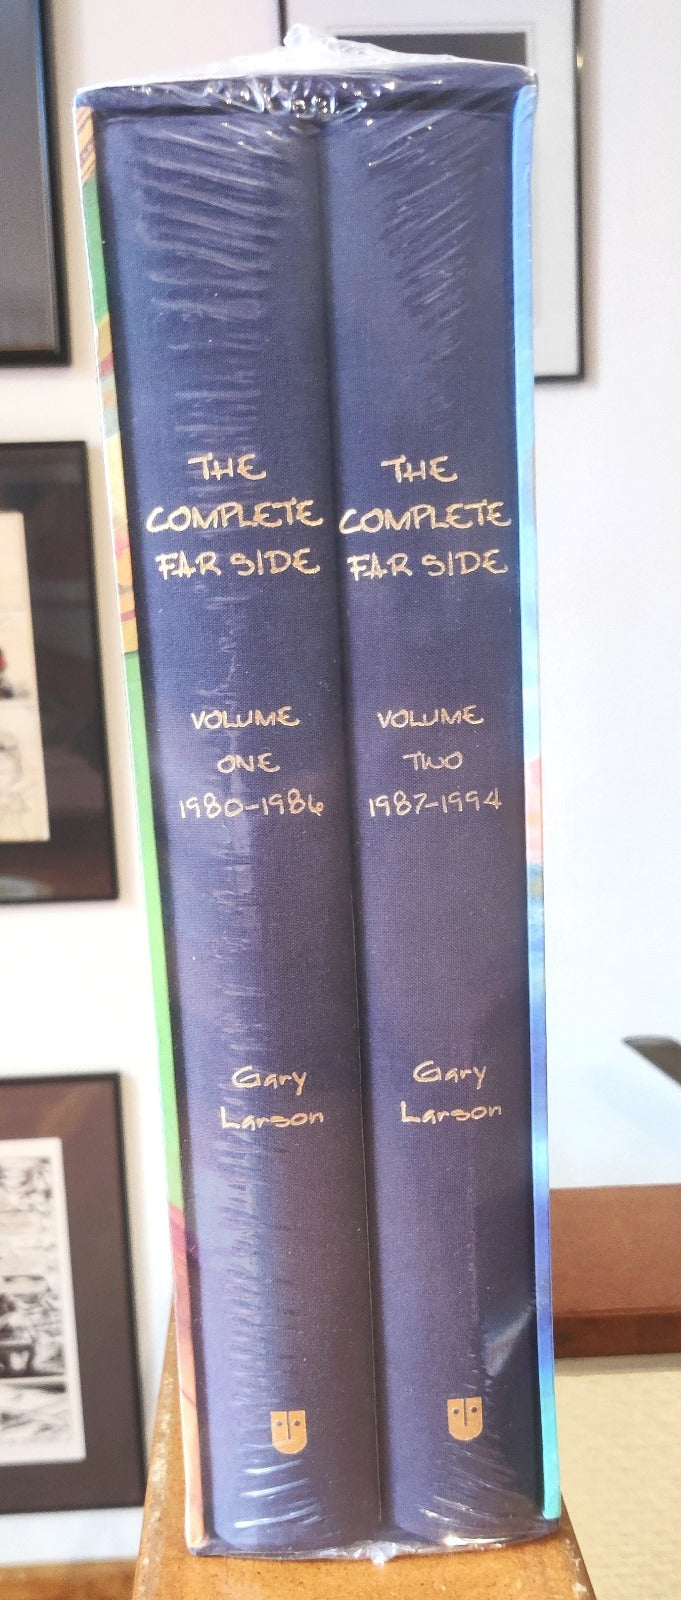 THE
COMPLETE
FAR SIDE
VOLUME
ONE
1980-1986
Gary
Larson
THE
COMPLETE
FAR SIDE
VOLUME
TWO
1987-1994
Gary
Larson